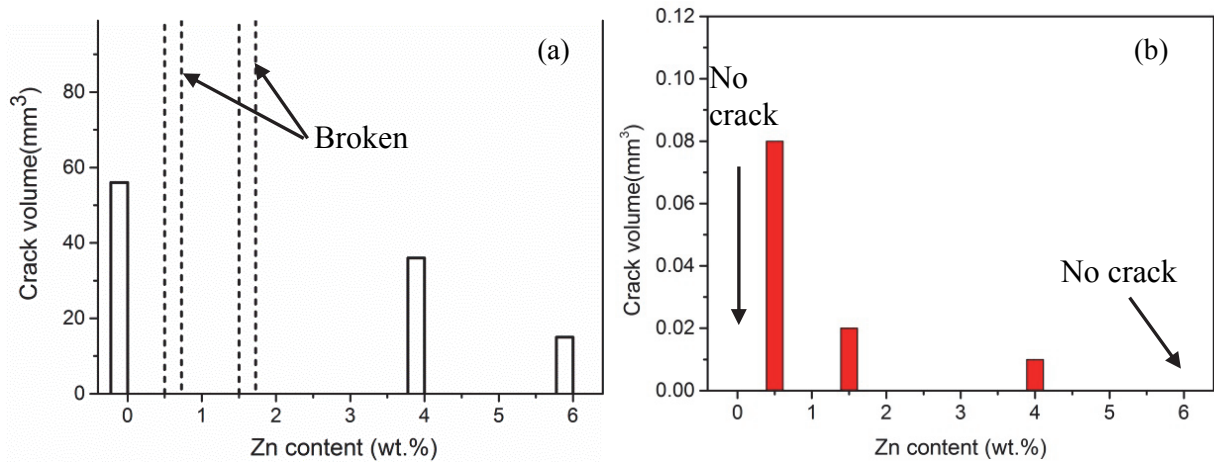 (a)
Broken
80
60
40
20
0
Crack volume(mm³)
0 1 2 3 4 5 6
Zn content (wt.%)
(b)
No
crack
No crack
0.12
0.10
0.08
0.06
0.04
0.02
0.00
Crack volume(mm³)
0 1 2 3 4 5 6
Zn content (wt.%)